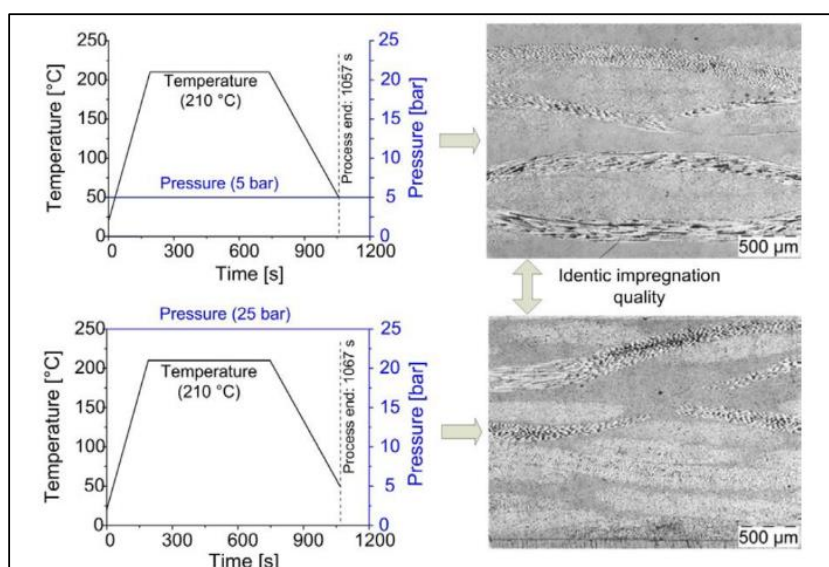 250
200
150
100
50
0
Temperature [°C]
Temperature
(210 °C)
Pressure (5 bar)
Process end: 1057 s
25
20
15
10
5
0
Pressure [bar]
0 300 600 900 1200
Time [s]
500 µm
Identic impregnation
quality
250
200
150
100
50
0
Temperature [°C]
Pressure (25 bar)
Temperature
(210 °C)
Process end: 1067 s
25
20
15
10
5
0
Pressure [bar]
0 300 600 900 1200
Time [s]
500 µm